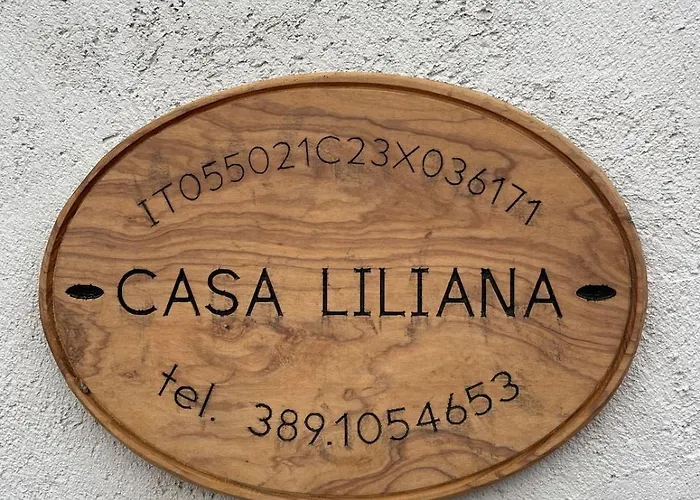 IT055021C23X036171
CASA LILIANA
tel. 389.1054653